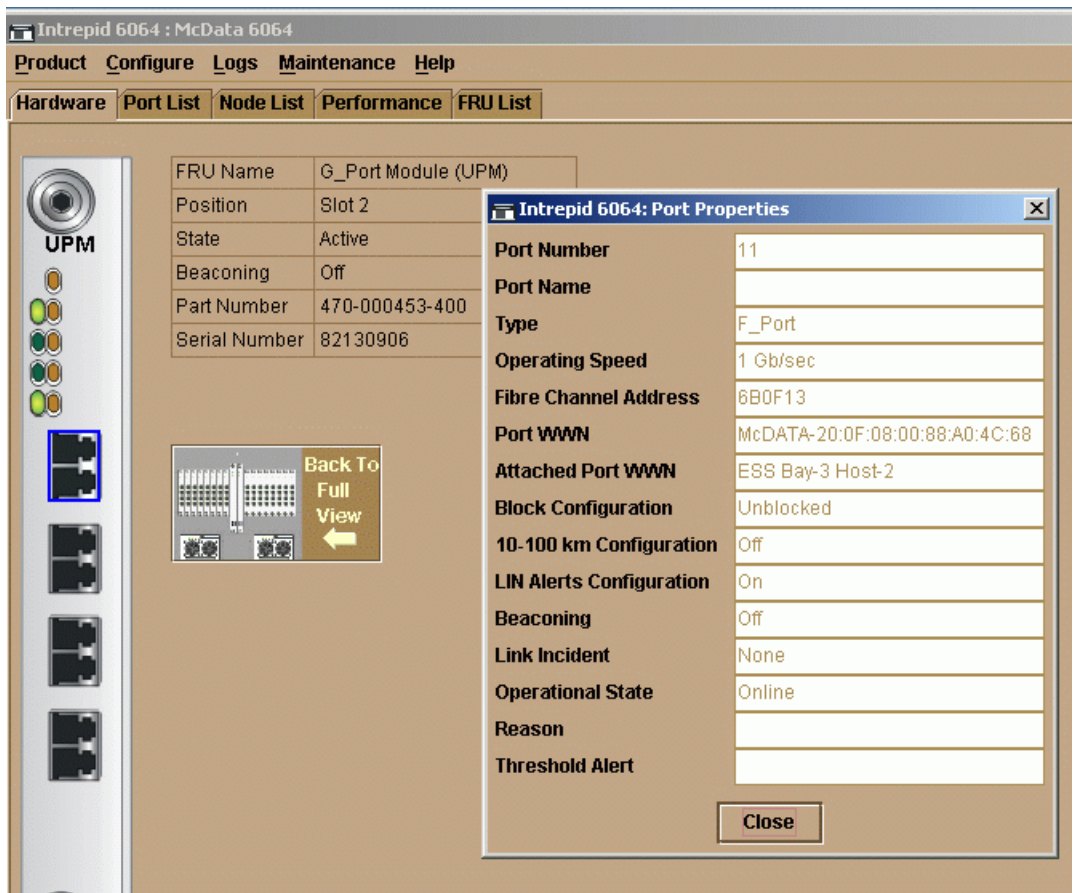 Intrepid 6064 : McData 6064
Product Configure Logs Maintenance Help
Hardware Port List Node List Performance FRU List
UPM
FRU Name G_Port Module (UPM)
Position Slot 2
State Active
Beaconing Off
Part Number 470-000453-400
Serial Number 82130906
Back To
Full
View
Intrepid 6064: Port Properties
Port Number 11
Port Name
Type F_Port
Operating Speed 1 Gb/sec
Fibre Channel Address 6B0F13
Port WWN McDATA-20:0F:08:00:88:A0:4C:68
Attached Port WWN ESS Bay-3 Host-2
Block Configuration Unblocked
10-100 km Configuration Off
LIN Alerts Configuration On
Beaconing Off
Link Incident None
Operational State Online
Reason
Threshold Alert
Close